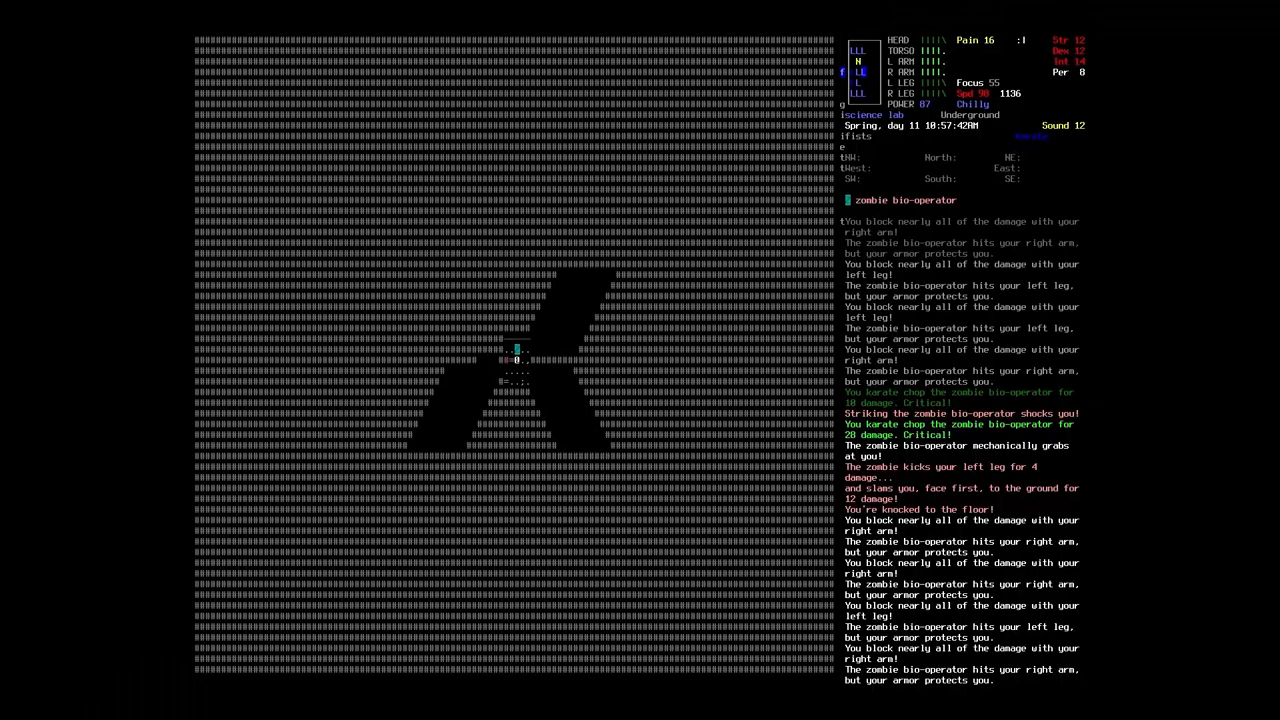 HEAD ||||\ Pain 16 :| Str 12
LLL TORSO ||||. Dex 12
N L ARM ||||. Int 14
f LL R ARM ||||. Per 8
L L LEG ||||\ Focus 55
LLL R LEG ||||\ Spd 98 1136
g POWER 87 Chilly
iscience lab Underground
Spring, day 11 10:57:42AM Sound 12
ifists Karate
e
tNW: North: NE:
tWest: East:
SW: South: SE:
zombie bio-operator
tYou block nearly all of the damage with your
right arm!
The zombie bio-operator hits your right arm,
but your armor protects you.
You block nearly all of the damage with your
left leg!
The zombie bio-operator hits your left leg,
but your armor protects you.
You block nearly all of the damage with your
left leg!
The zombie bio-operator hits your left leg,
but your armor protects you.
You block nearly all of the damage with your
right arm!
The zombie bio-operator hits your right arm,
but your armor protects you.
You karate chop the zombie bio-operator for
10 damage. Critical!
Striking the zombie bio-operator shocks you!
You karate chop the zombie bio-operator for
28 damage. Critical!
The zombie bio-operator mechanically grabs
at you!
The zombie kicks your left leg for 4
damage...
and slams you, face first, to the ground for
12 damage!
You're knocked to the floor!
You block nearly all of the damage with your
right arm!
The zombie bio-operator hits your right arm,
but your armor protects you.
You block nearly all of the damage with your
right arm!
The zombie bio-operator hits your right arm,
but your armor protects you.
You block nearly all of the damage with your
left leg!
The zombie bio-operator hits your left leg,
but your armor protects you.
You block nearly all of the damage with your
right arm!
The zombie bio-operator hits your right arm,
but your armor protects you.